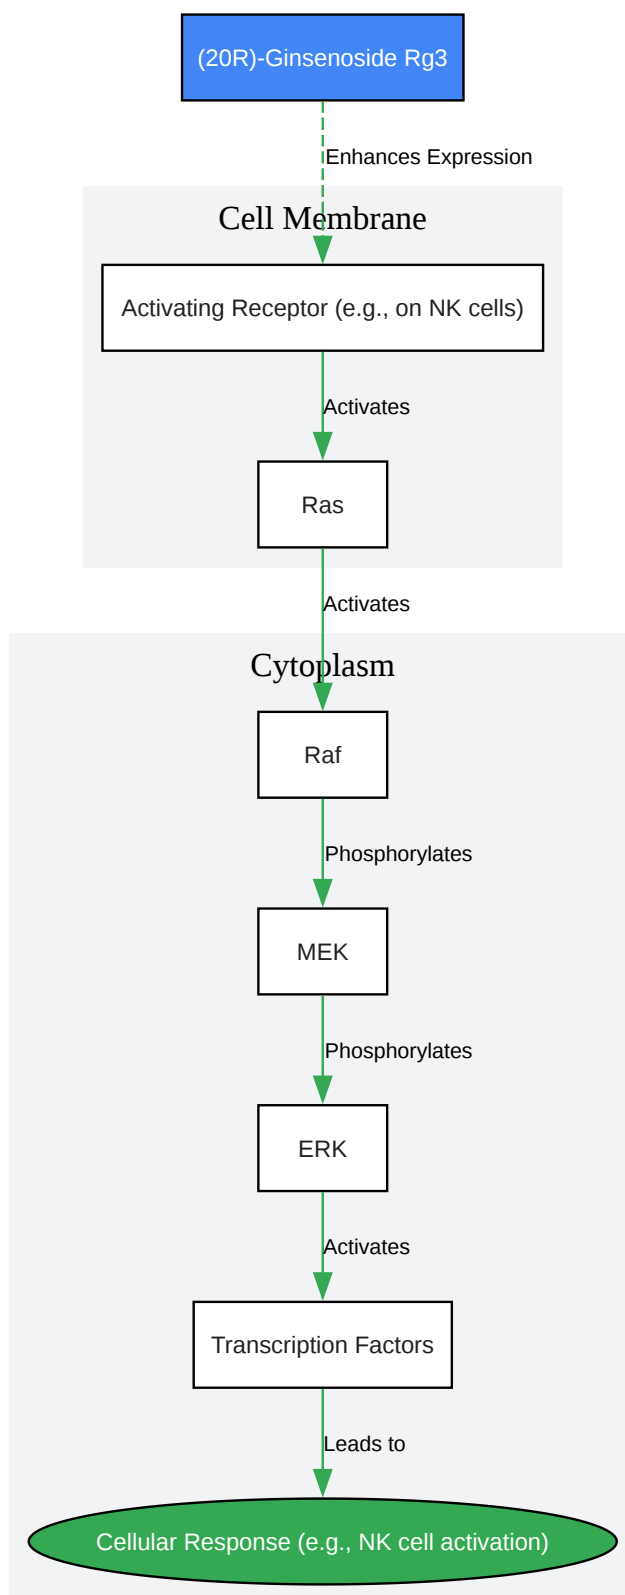 (20R)-Ginsenoside Rg3
Enhances Expression
Cell Membrane
Activating Receptor (e.g., on NK cells)
Activates
Ras
Activates
Cytoplasm
Raf
Phosphorylates
MEK
Phosphorylates
ERK
Activates
Transcription Factors
Leads to
Cellular Response (e.g., NK cell activation)